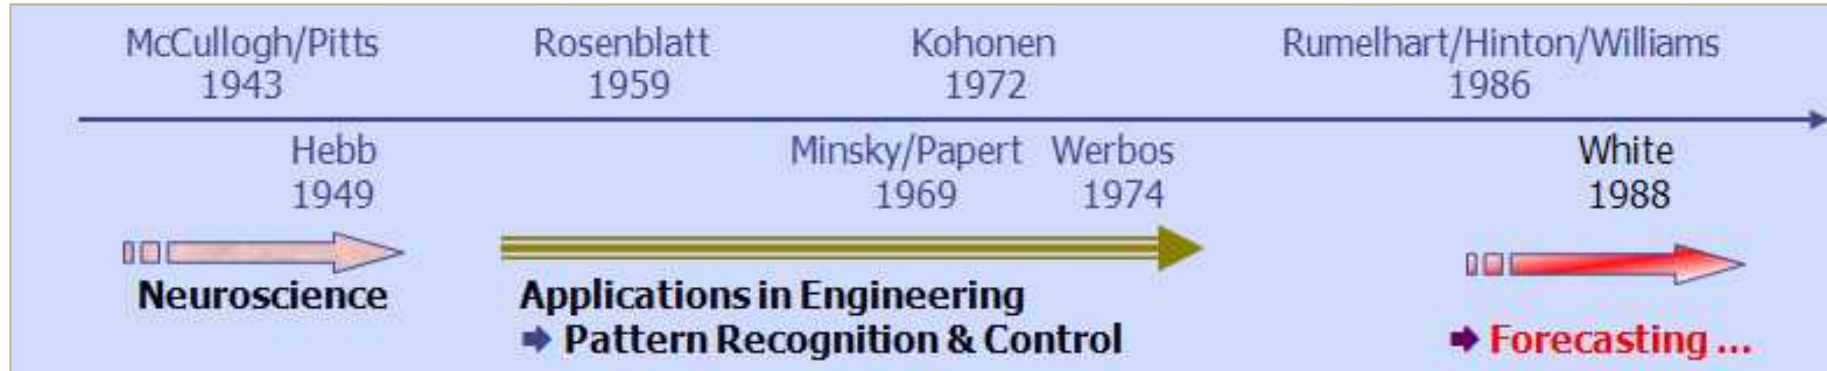 McCullogh/Pitts Rosenblatt Kohonen Rumelhart/Hinton/Williams
1943 1959 1972 1986
Hebb Minsky/Papert Werbos White
1949 1969 1974 1988
Neuroscience Applications in Engineering
Pattern Recognition & Control Forecasting ...